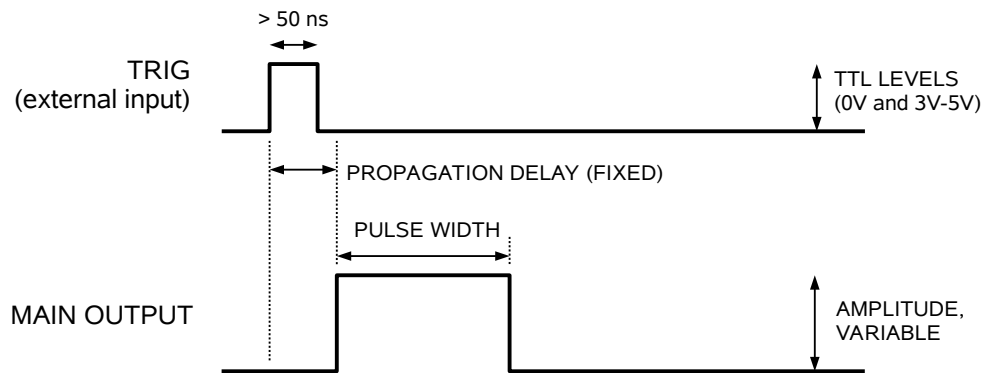 > 50 ns
TRIG
(external input)
TTL LEVELS
(0V and 3V-5V)
PROPAGATION DELAY (FIXED)
PULSE WIDTH
MAIN OUTPUT
AMPLITUDE,
VARIABLE